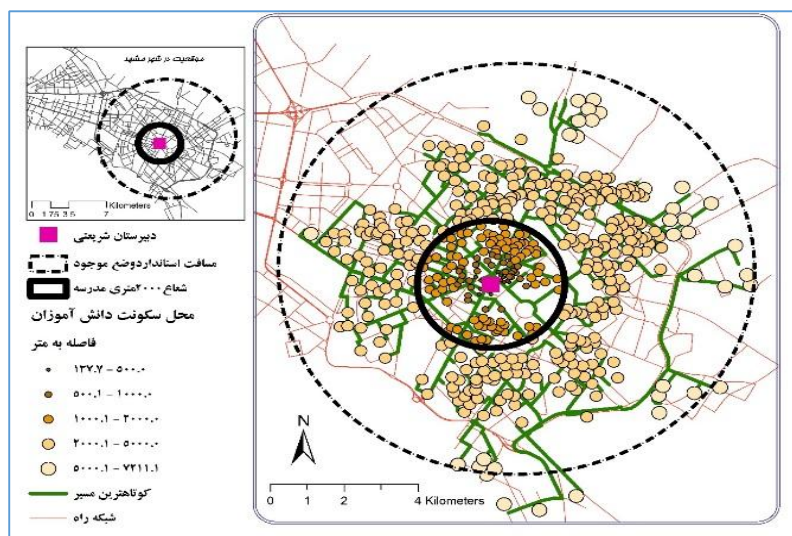 موقعیت در شهر مشهد
0 1.75 3.5 7
Kilometers
دبیرستان شریعتی
مسافت استاندارد وضع موجود
شعاع ۲۰۰۰متری مدرسه
محل سکونت دانش آموزان
فاصله به متر
۱۳۷.۷ - ۵۰۰.۰
۵۰۰.۱ - ۱۰۰۰.۰
۱۰۰۰.۱ - ۲۰۰۰.۰
۲۰۰۰.۱ - ۵۰۰۰.۰
۵۰۰۰.۱ - ۷۲۱۱.۱
کوتاهترین مسیر
شبکه راه
N
0 1 2 4 Kilometers